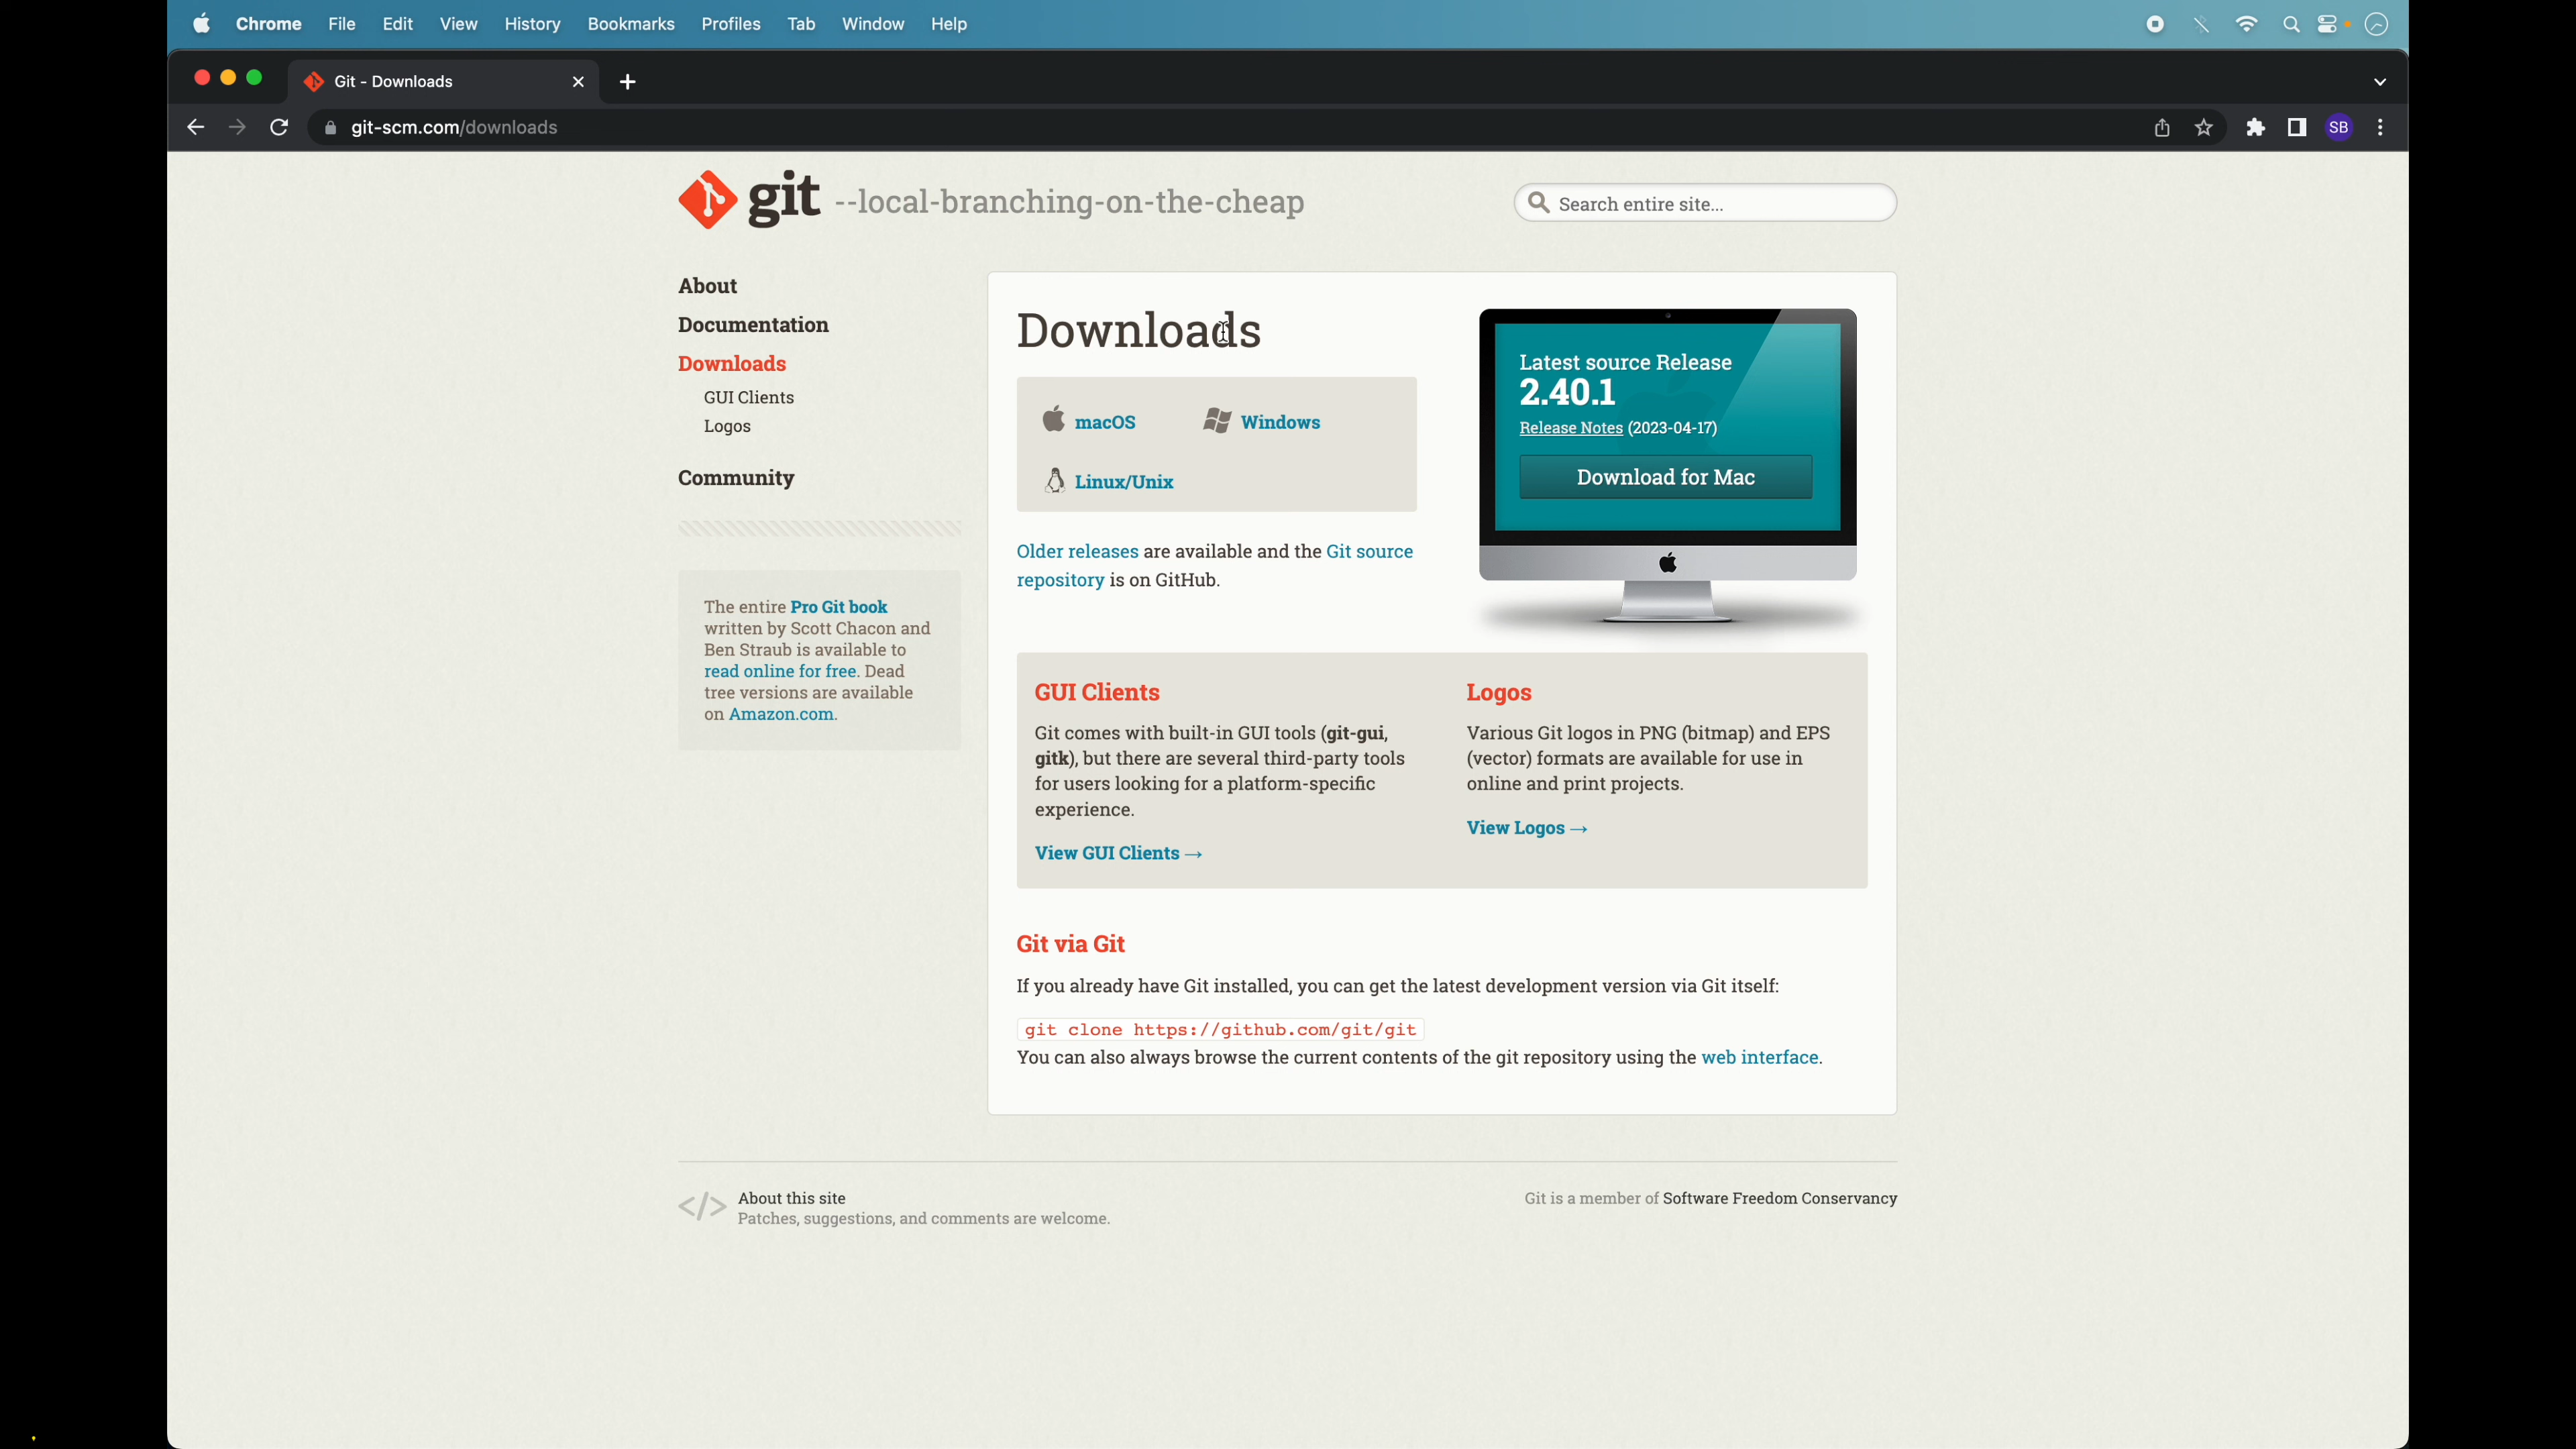 Chrome File Edit View History Bookmarks Profiles Tab Window Help
Git - Downloads
git-scm.com/downloads
SB
git --local-branching-on-the-cheap
Search entire site...
About
Documentation
Downloads
GUI Clients
Logos
Community
The entire Pro Git book
written by Scott Chacon and
Ben Straub is available to
read online for free. Dead
tree versions are available
on Amazon.com.
Downloads
macOS
Windows
Linux/Unix
Older releases are available and the Git source
repository is on GitHub.
Latest source Release
2.40.1
Release Notes (2023-04-17)
Download for Mac
GUI Clients
Git comes with built-in GUI tools (git-gui,
gitk), but there are several third-party tools
for users looking for a platform-specific
experience.
View GUI Clients →
Logos
Various Git logos in PNG (bitmap) and EPS
(vector) formats are available for use in
online and print projects.
View Logos →
Git via Git
If you already have Git installed, you can get the latest development version via Git itself:
git clone https://github.com/git/git
You can also always browse the current contents of the git repository using the web interface.
</> About this site
Patches, suggestions, and comments are welcome.
Git is a member of Software Freedom Conservancy